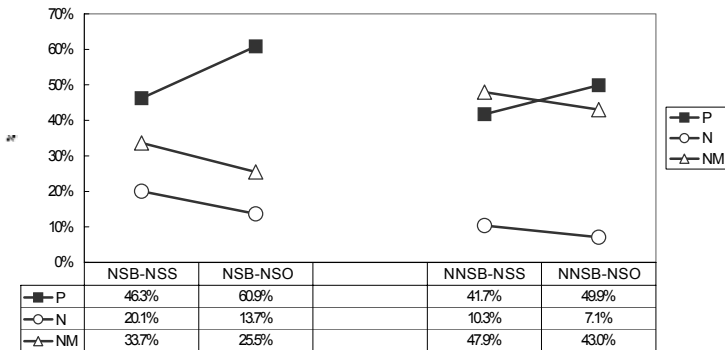 70%
60%
50%
40%
30%
20%
10%
0%
P
N
NM
NSB-NSS NSB-NSO NNSB-NSS NNSB-NSO
P 46.3% 60.9% 41.7% 49.9%
N 20.1% 13.7% 10.3% 7.1%
NM 33.7% 25.5% 47.9% 43.0%